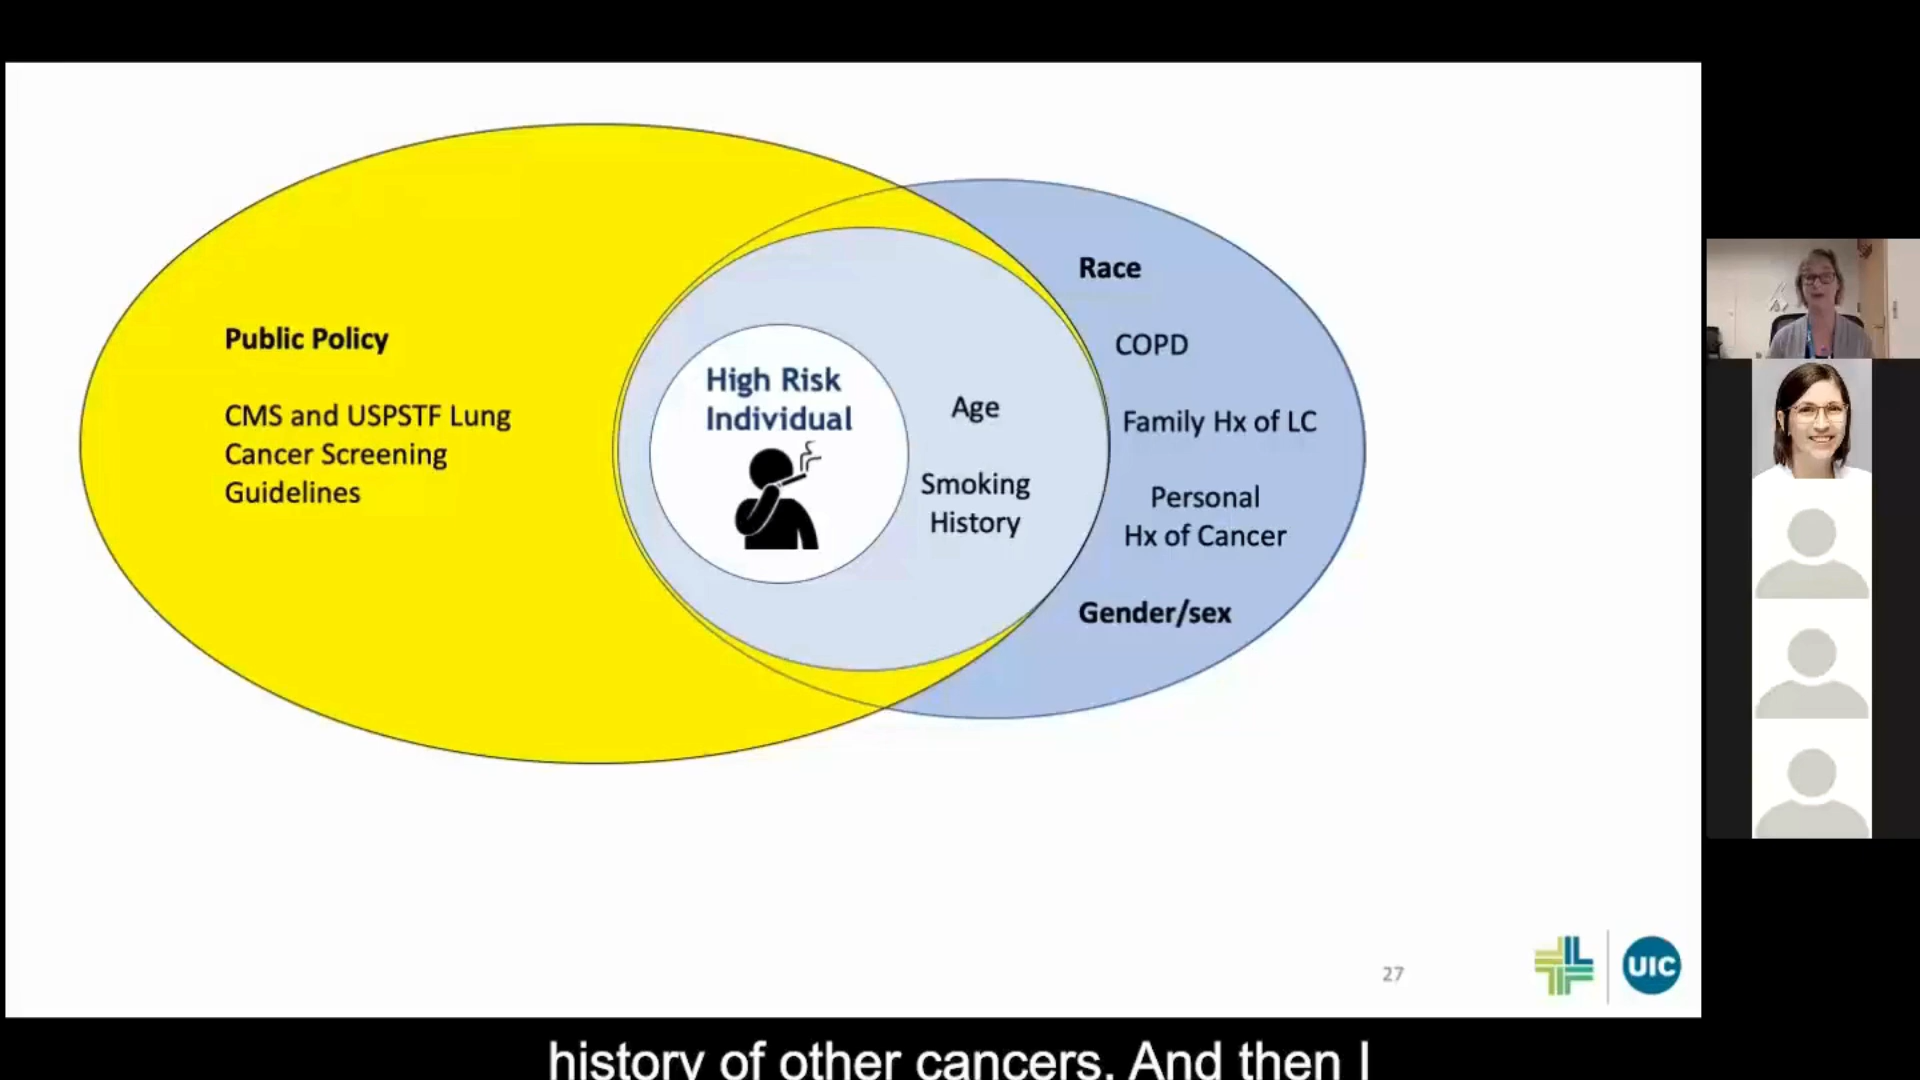 Public Policy
CMS and USPSTF Lung
Cancer Screening
Guidelines
High Risk
Individual
Age
Smoking
History
Race
COPD
Family Hx of LC
Personal
Hx of Cancer
Gender/sex
27
UIC
history of other cancers. And then I